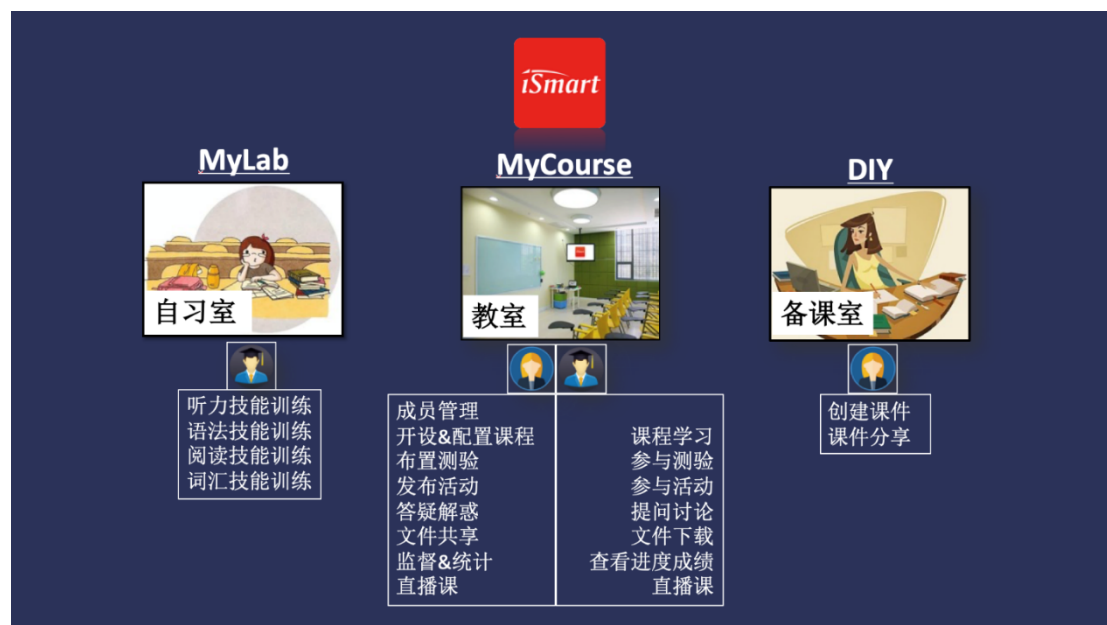 iSmart
MyLab
MyCourse
DIY
自习室
教室
备课室
听力技能训练
语法技能训练
阅读技能训练
词汇技能训练
成员管理
开设&配置课程
布置测验
发布活动
答疑解惑
文件共享
监督&统计
直播课
课程学习
参与测验
参与活动
提问讨论
文件下载
查看进度成绩
直播课
创建课件
课件分享